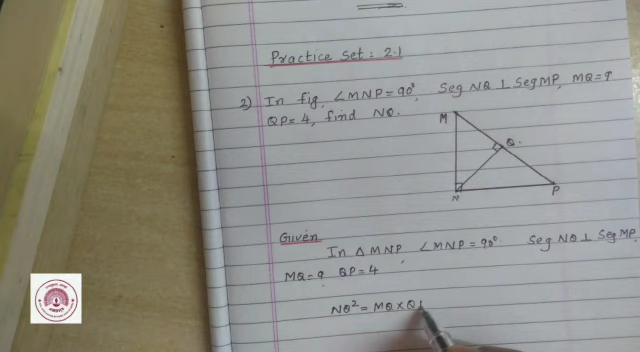 Practice Set : 2.1
2) In fig, ∠MNP=90°, Seg NQ ⊥ Seg MP, MQ=9
QP=4, find NQ.
M
Q.
N
P
Given
In △ MNP, ∠MNP=90° Seg NQ ⊥ Seg MP,
MQ=9 QP=4
NQ² = MQ × Q